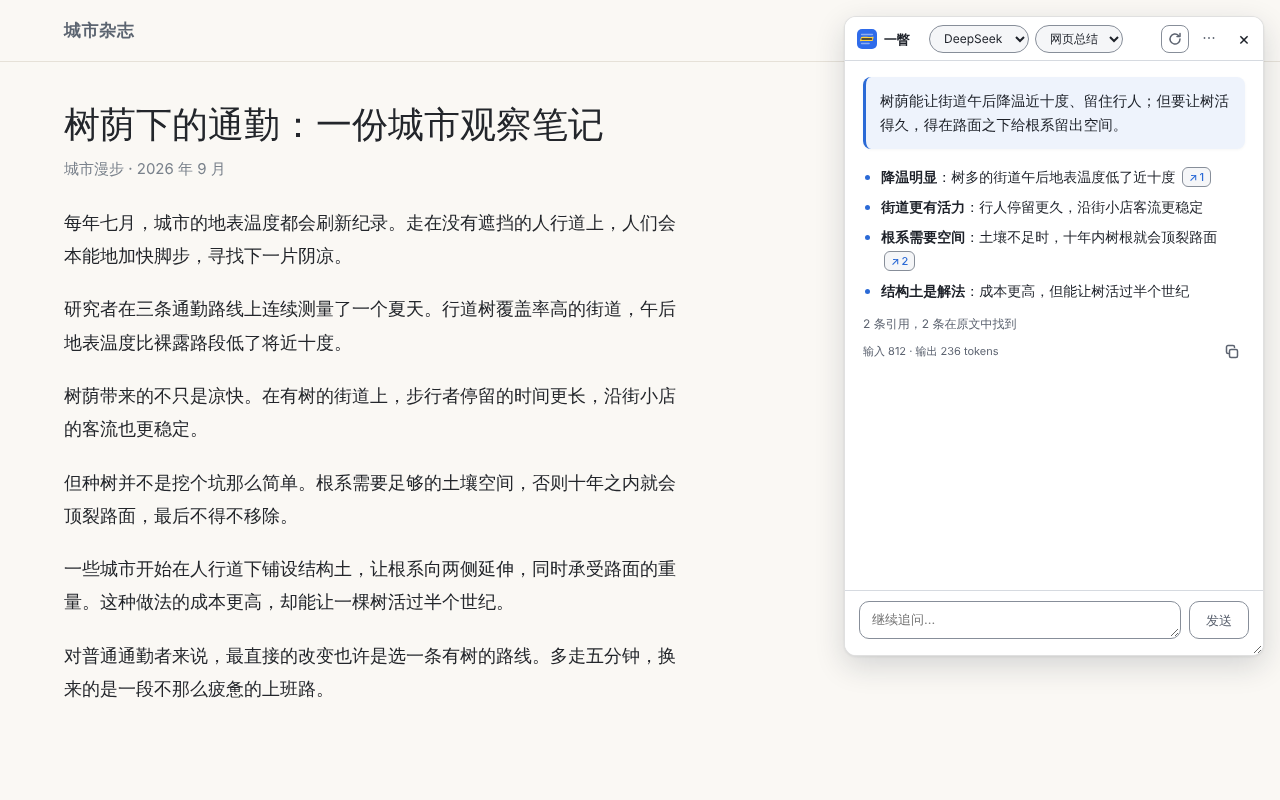 城市杂志
树荫下的通勤：一份城市观察笔记
城市漫步 · 2026 年 9 月
每年七月，城市的地表温度都会刷新纪录。走在没有遮挡的人行道上，人们会
本能地加快脚步，寻找下一片阴凉。
研究者在三条通勤路线上连续测量了一个夏天。行道树覆盖率高的街道，午后
地表温度比裸露路段低了将近十度。
树荫带来的不只是凉快。在有树的街道上，步行者停留的时间更长，沿街小店
的客流也更稳定。
但种树并不是挖个坑那么简单。根系需要足够的土壤空间，否则十年之内就会
顶裂路面，最后不得不移除。
一些城市开始在人行道下铺设结构土，让根系向两侧延伸，同时承受路面的重
量。这种做法的成本更高，却能让一棵树活过半个世纪。
对普通通勤者来说，最直接的改变也许是选一条有树的路线。多走五分钟，换
来的是一段不那么疲惫的上班路。
一瞥 DeepSeek 网页总结
树荫能让街道午后降温近十度、留住行人；但要让树活
得久，得在路面之下给根系留出空间。
降温明显：树多的街道午后地表温度低了近十度 ↗1
街道更有活力：行人停留更久，沿街小店客流更稳定
根系需要空间：土壤不足时，十年内树根就会顶裂路面
↗2
结构土是解法：成本更高，但能让树活过半个世纪
2 条引用，2 条在原文中找到
输入 812 · 输出 236 tokens
继续追问...
发送